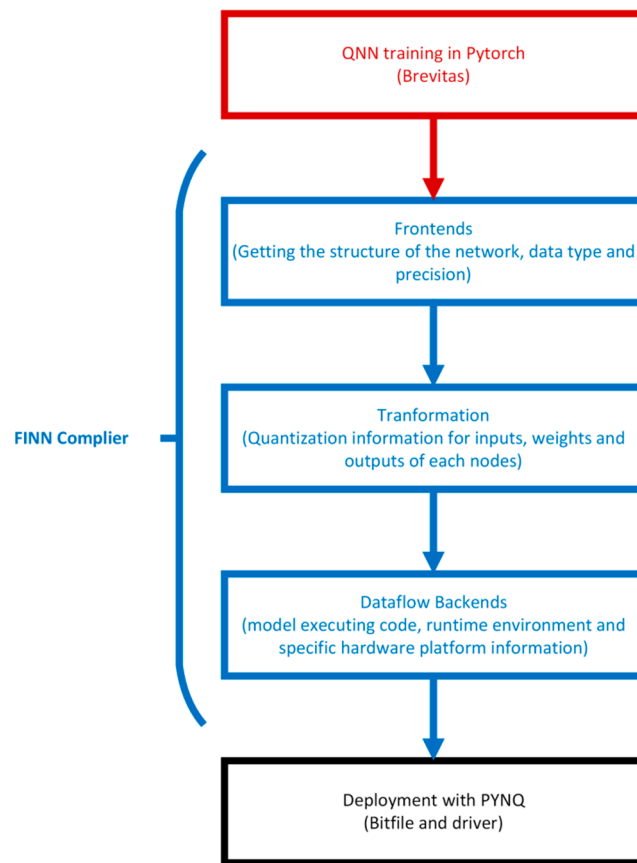 QNN training in Pytorch
(Brevitas)
Frontends
(Getting the structure of the network, data type and
precision)
FINN Complier
Tranformation
(Quantization information for inputs, weights and
outputs of each nodes)
Dataflow Backends
(model executing code, runtime environment and
specific hardware platform information)
Deployment with PYNQ
(Bitfile and driver)